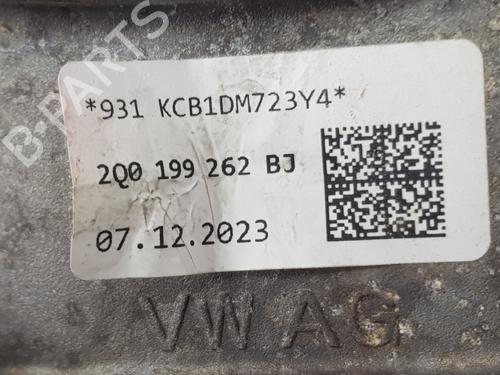 B-PARTS
*931 KCB1DM723Y4*
2Q0 199 262 BJ
07.12.2023
VW AG